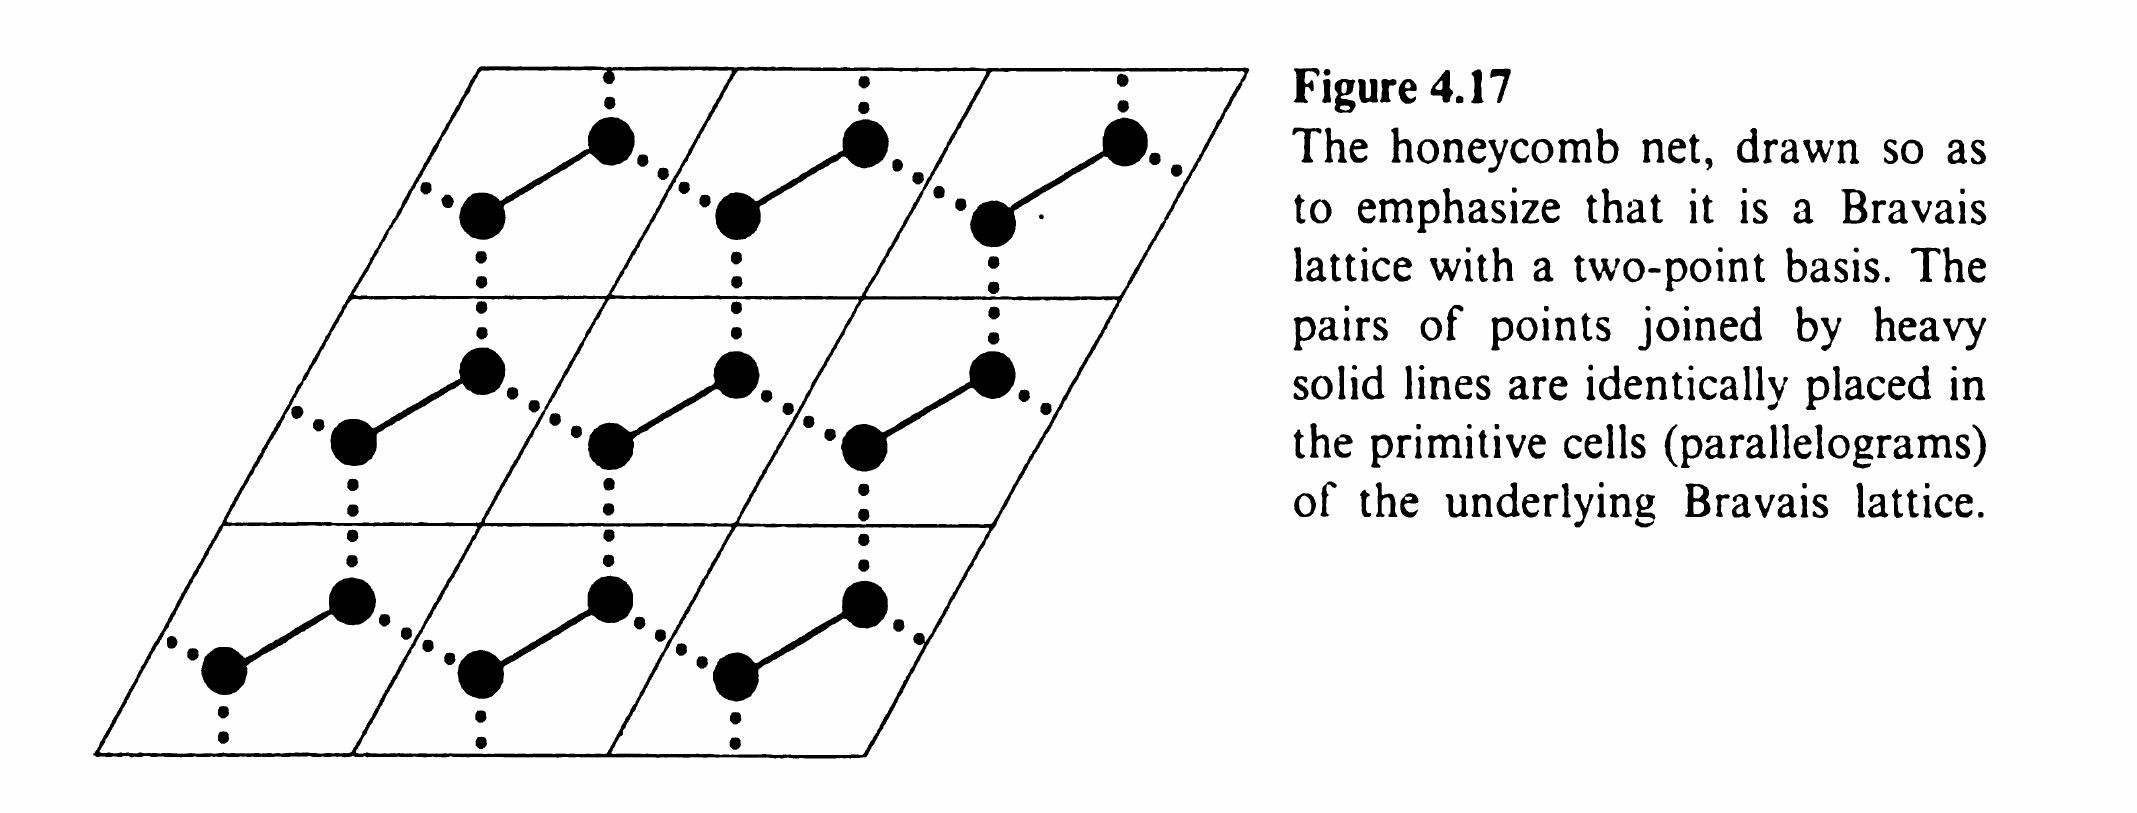 Figure 4.17
The honeycomb net, drawn so as
to emphasize that it is a Bravais
lattice with a two-point basis. The
pairs of points joined by heavy
solid lines are identically placed in
the primitive cells (parallelograms)
of the underlying Bravais lattice.